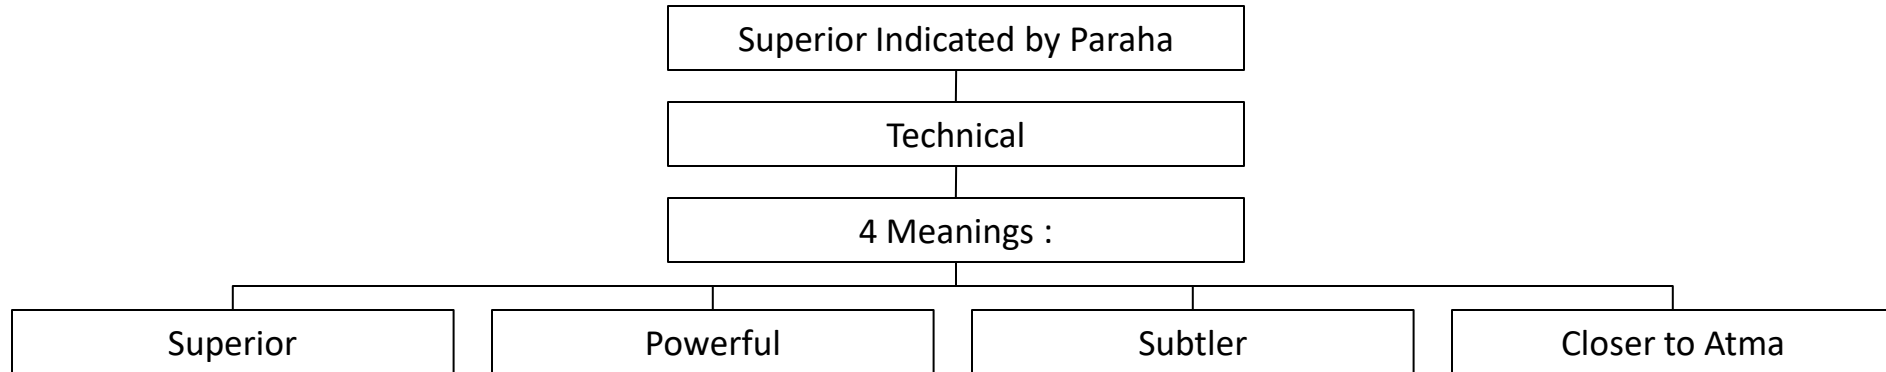 Superior Indicated by Paraha
Technical
4 Meanings :
Superior
Powerful
Subtler
Closer to Atma